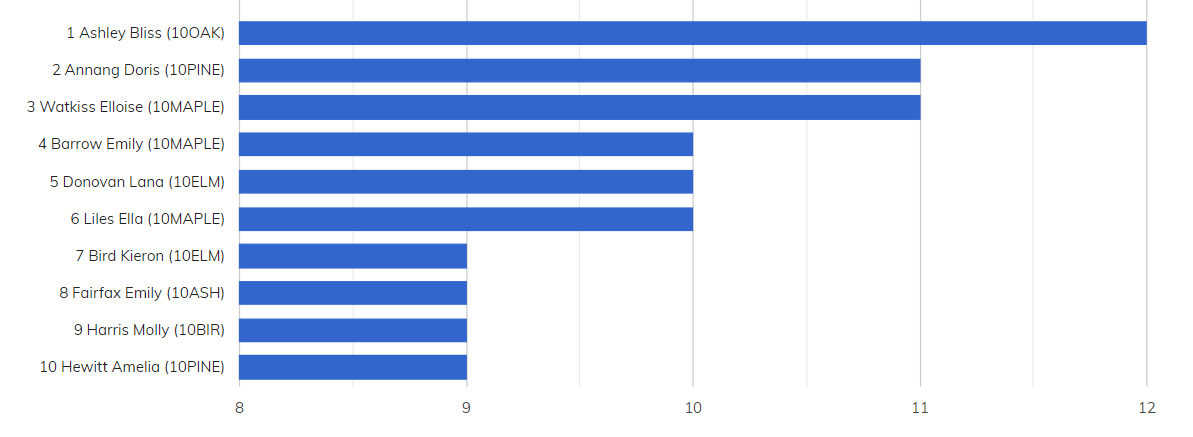 1 Ashley Bliss (10OAK)
2 Annang Doris (10PINE)
3 Watkiss Elloise (10MAPLE)
4 Barrow Emily (10MAPLE)
5 Donovan Lana (10ELM)
6 Liles Ella (10MAPLE)
7 Bird Kieron (10ELM)
8 Fairfax Emily (10ASH)
9 Harris Molly (10BIR)
10 Hewitt Amelia (10PINE)
8 9 10 11 12